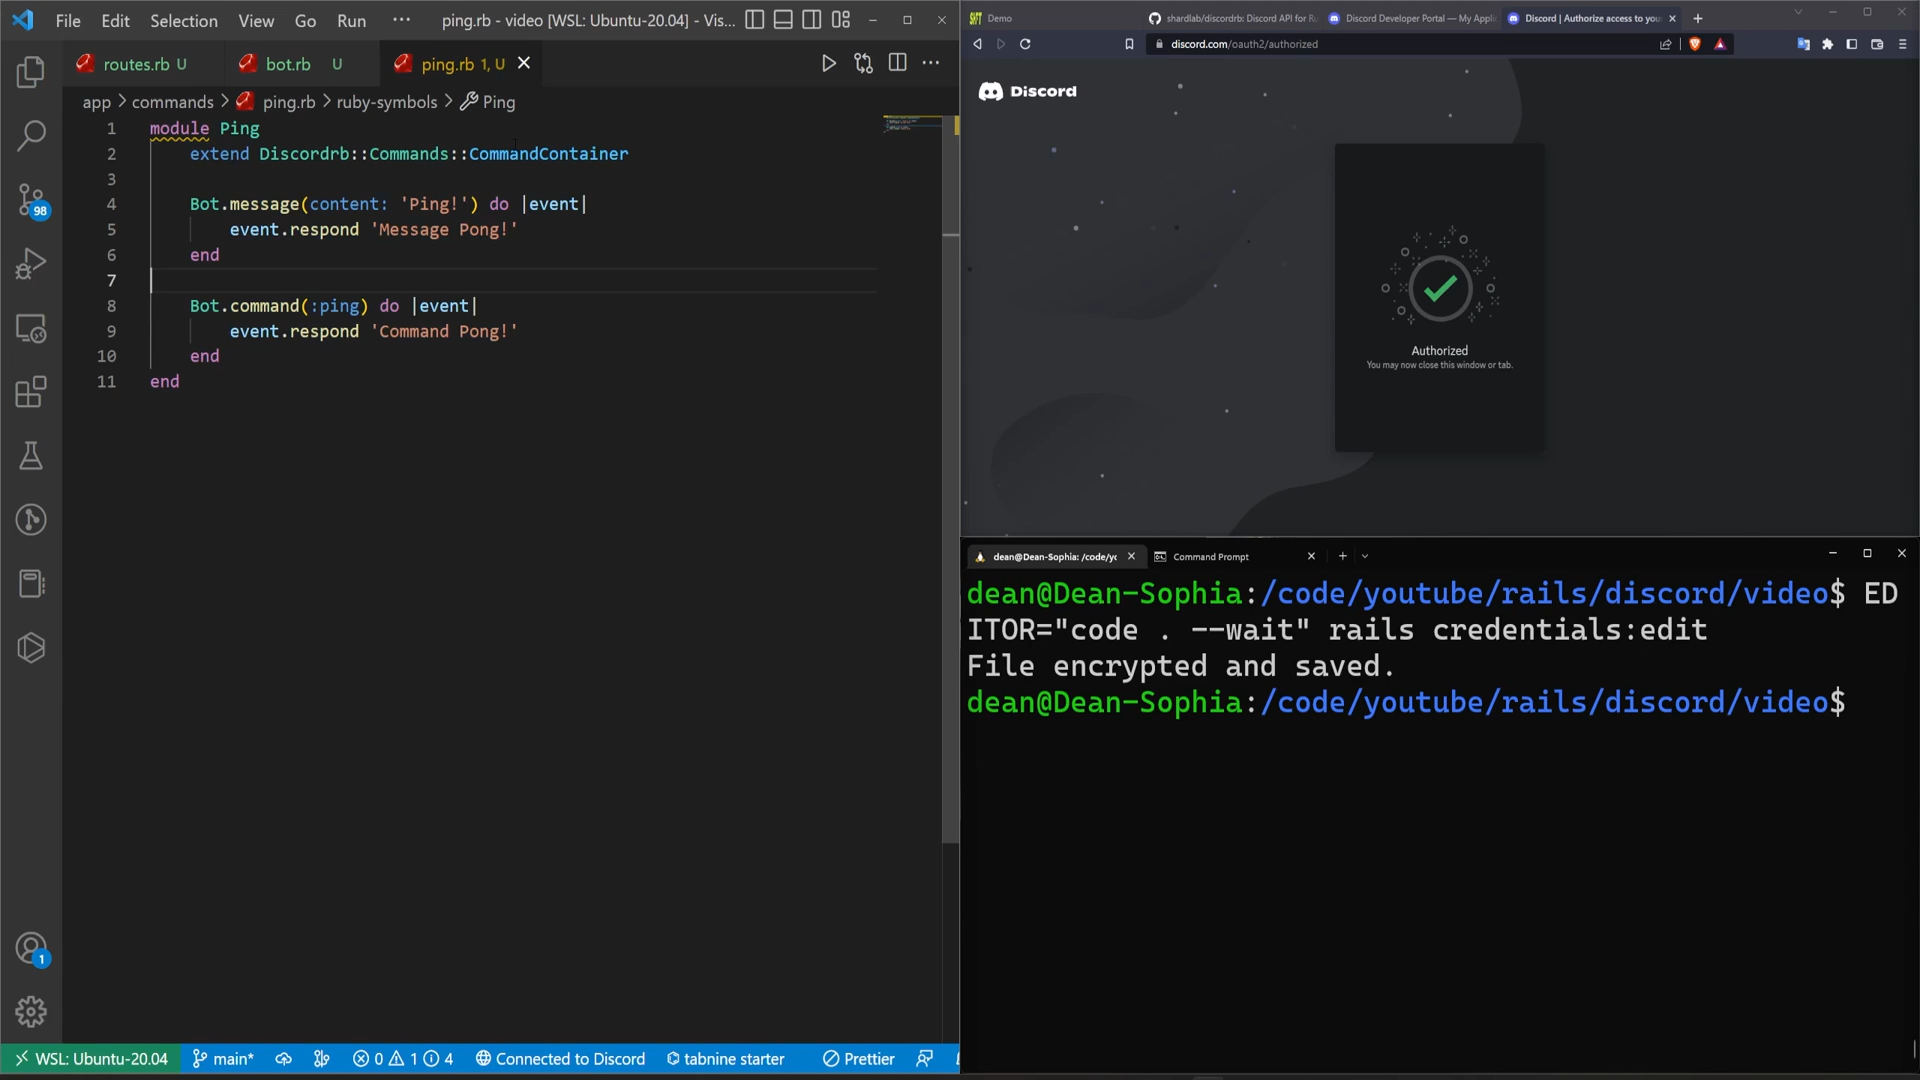 File Edit Selection View Go Run ··· ping.rb - video [WSL: Ubuntu-20.04] - Vis...
routes.rb U bot.rb U ping.rb 1, U
app > commands > ping.rb > ruby-symbols > Ping
1 module Ping
2 extend Discordrb::Commands::CommandContainer
3
4 Bot.message(content: 'Ping!') do |event|
5 event.respond 'Message Pong!'
6 end
7
8 Bot.command(:ping) do |event|
9 event.respond 'Command Pong!'
10 end
11 end
98
1
WSL: Ubuntu-20.04 main* 0 1 4 Connected to Discord tabnine starter Prettier
Demo shardlab/discordrb: Discord API for Ru Discord Developer Portal — My Applic Discord | Authorize access to you
discord.com/oauth2/authorized
Discord
Authorized
You may now close this window or tab.
dean@Dean-Sophia: /code/yo Command Prompt
dean@Dean-Sophia:/code/youtube/rails/discord/video$ ED
ITOR="code . --wait" rails credentials:edit
File encrypted and saved.
dean@Dean-Sophia:/code/youtube/rails/discord/video$